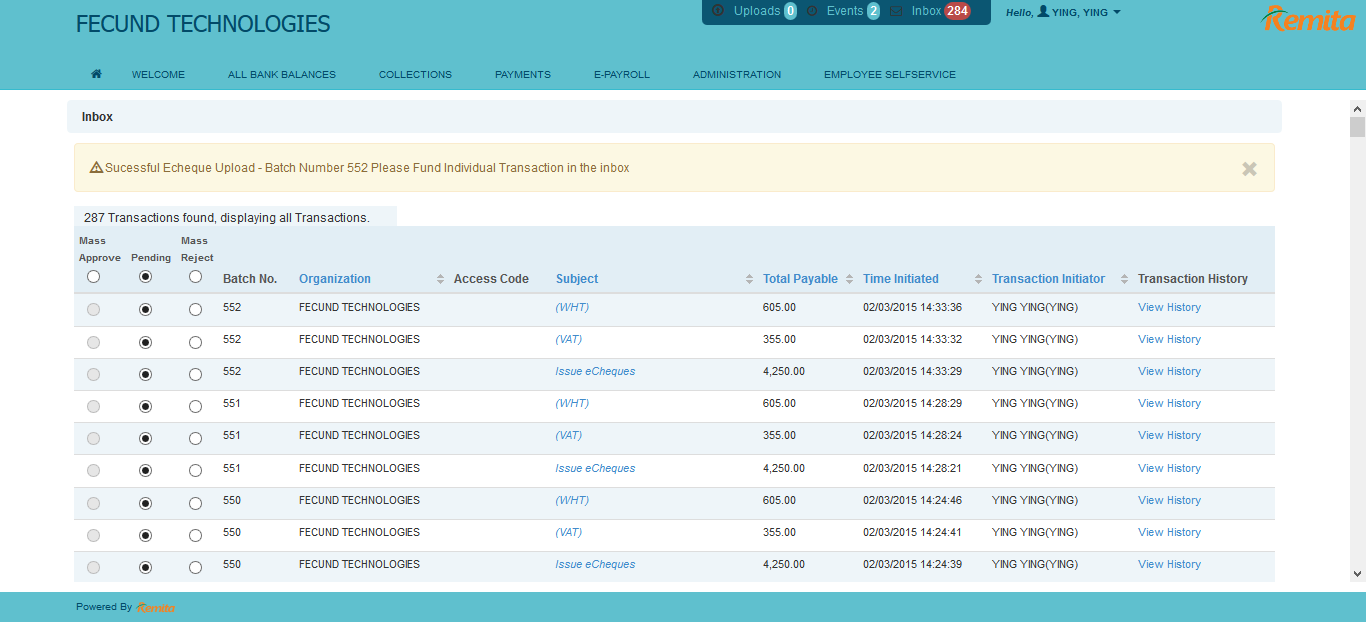 FECUND TECHNOLOGIES
Uploads 0 Events 2 Inbox 284
Hello, YING, YING
Remita
WELCOME ALL BANK BALANCES COLLECTIONS PAYMENTS E-PAYROLL ADMINISTRATION EMPLOYEE SELFSERVICE
Inbox
Sucessful Echeque Upload - Batch Number 552 Please Fund Individual Transaction in the inbox
287 Transactions found, displaying all Transactions.
Mass Approve Pending Mass Reject Batch No. Organization Access Code Subject Total Payable Time Initiated Transaction Initiator Transaction History
552 FECUND TECHNOLOGIES (WHT) 605.00 02/03/2015 14:33:36 YING YING(YING) View History
552 FECUND TECHNOLOGIES (VAT) 355.00 02/03/2015 14:33:32 YING YING(YING) View History
552 FECUND TECHNOLOGIES Issue eCheques 4,250.00 02/03/2015 14:33:29 YING YING(YING) View History
551 FECUND TECHNOLOGIES (WHT) 605.00 02/03/2015 14:28:29 YING YING(YING) View History
551 FECUND TECHNOLOGIES (VAT) 355.00 02/03/2015 14:28:24 YING YING(YING) View History
551 FECUND TECHNOLOGIES Issue eCheques 4,250.00 02/03/2015 14:28:21 YING YING(YING) View History
550 FECUND TECHNOLOGIES (WHT) 605.00 02/03/2015 14:24:46 YING YING(YING) View History
550 FECUND TECHNOLOGIES (VAT) 355.00 02/03/2015 14:24:41 YING YING(YING) View History
550 FECUND TECHNOLOGIES Issue eCheques 4,250.00 02/03/2015 14:24:39 YING YING(YING) View History
Powered By Remita